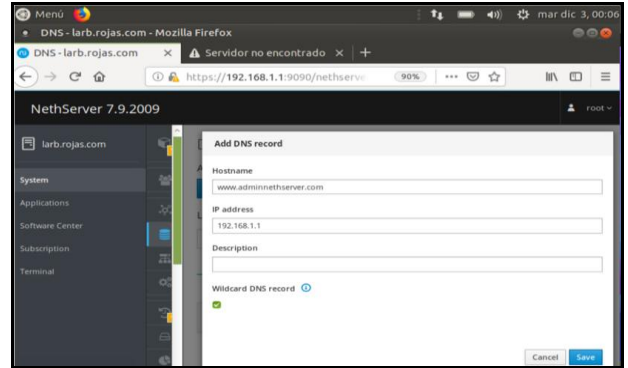 Menú
mar dic 3, 00:06
DNS - larb.rojas.com - Mozilla Firefox
DNS - larb.rojas.com × Servidor no encontrado × +
https://192.168.1.1:9090/nethserve 90% ...
NethServer 7.9.2009
root
larb.rojas.com
System
Applications
Software Center
Subscription
Terminal
Add DNS record
Hostname
www.adminnethserver.com
IP address
192.168.1.1
Description
Wildcard DNS record
Cancel Save